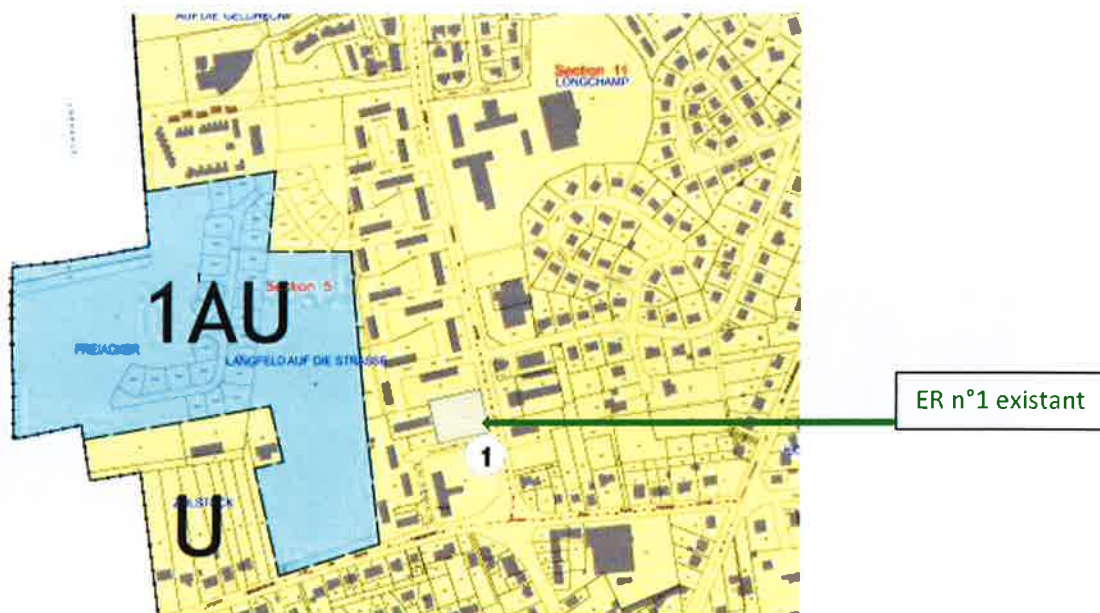 Section 11
LONGCHAMP
1AU
Section 5
FREIACKER
LANGFELD AUF DIE STRASSE
ER n°1 existant
1
U